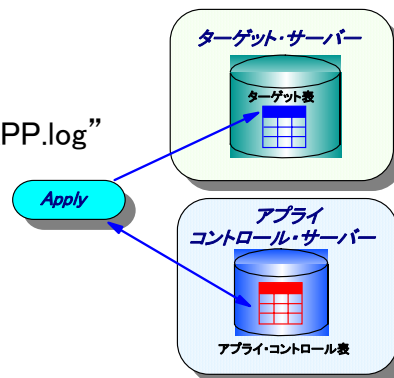 ターゲット・サーバー
ターゲット表
PP.log”
Apply
アプライ
コントロール・サーバー
アプライ・コントロール表